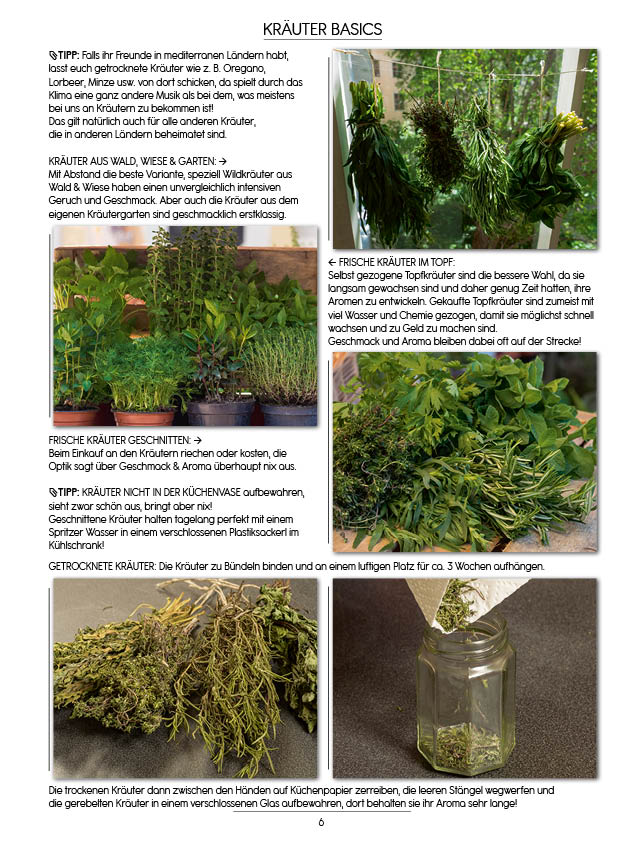 KRÄUTER BASICS
TIPP: Falls ihr Freunde in mediterranen Ländern habt,
lasst euch getrocknete Kräuter wie z. B. Oregano,
Lorbeer, Minze usw. von dort schicken, da spielt durch das
Klima eine ganz andere Musik als bei dem, was meistens
bei uns an Kräutern zu bekommen ist!
Das gilt natürlich auch für alle anderen Kräuter,
die in anderen Ländern beheimatet sind.
KRÄUTER AUS WALD, WIESE & GARTEN: →
Mit Abstand die beste Variante, speziell Wildkräuter aus
Wald & Wiese haben einen unvergleichlich intensiven
Geruch und Geschmack. Aber auch die Kräuter aus dem
eigenen Kräutergarten sind geschmacklich erstklassig.
← FRISCHE KRÄUTER IM TOPF:
Selbst gezogene Topfkräuter sind die bessere Wahl, da sie
langsam gewachsen sind und daher genug Zeit hatten, ihre
Aromen zu entwickeln. Gekaufte Topfkräuter sind zumeist mit
viel Wasser und Chemie gezogen, damit sie möglichst schnell
wachsen und zu Geld zu machen sind.
Geschmack und Aroma bleiben dabei oft auf der Strecke!
FRISCHE KRÄUTER GESCHNITTEN: →
Beim Einkauf an den Kräutern riechen oder kosten, die
Optik sagt über Geschmack & Aroma überhaupt nix aus.
TIPP: KRÄUTER NICHT IN DER KÜCHENVASE aufbewahren,
sieht zwar schön aus, bringt aber nix!
Geschnittene Kräuter halten tagelang perfekt mit einem
Spritzer Wasser in einem verschlossenen Plastiksackerl im
Kühlschrank!
GETROCKNETE KRÄUTER: Die Kräuter zu Bündeln binden und an einem luftigen Platz für ca. 3 Wochen aufhängen.
Die trockenen Kräuter dann zwischen den Händen auf Küchenpapier zerreiben, die leeren Stängel wegwerfen und
die gerebelten Kräuter in einem verschlossenen Glas aufbewahren, dort behalten sie ihr Aroma sehr lange!
6